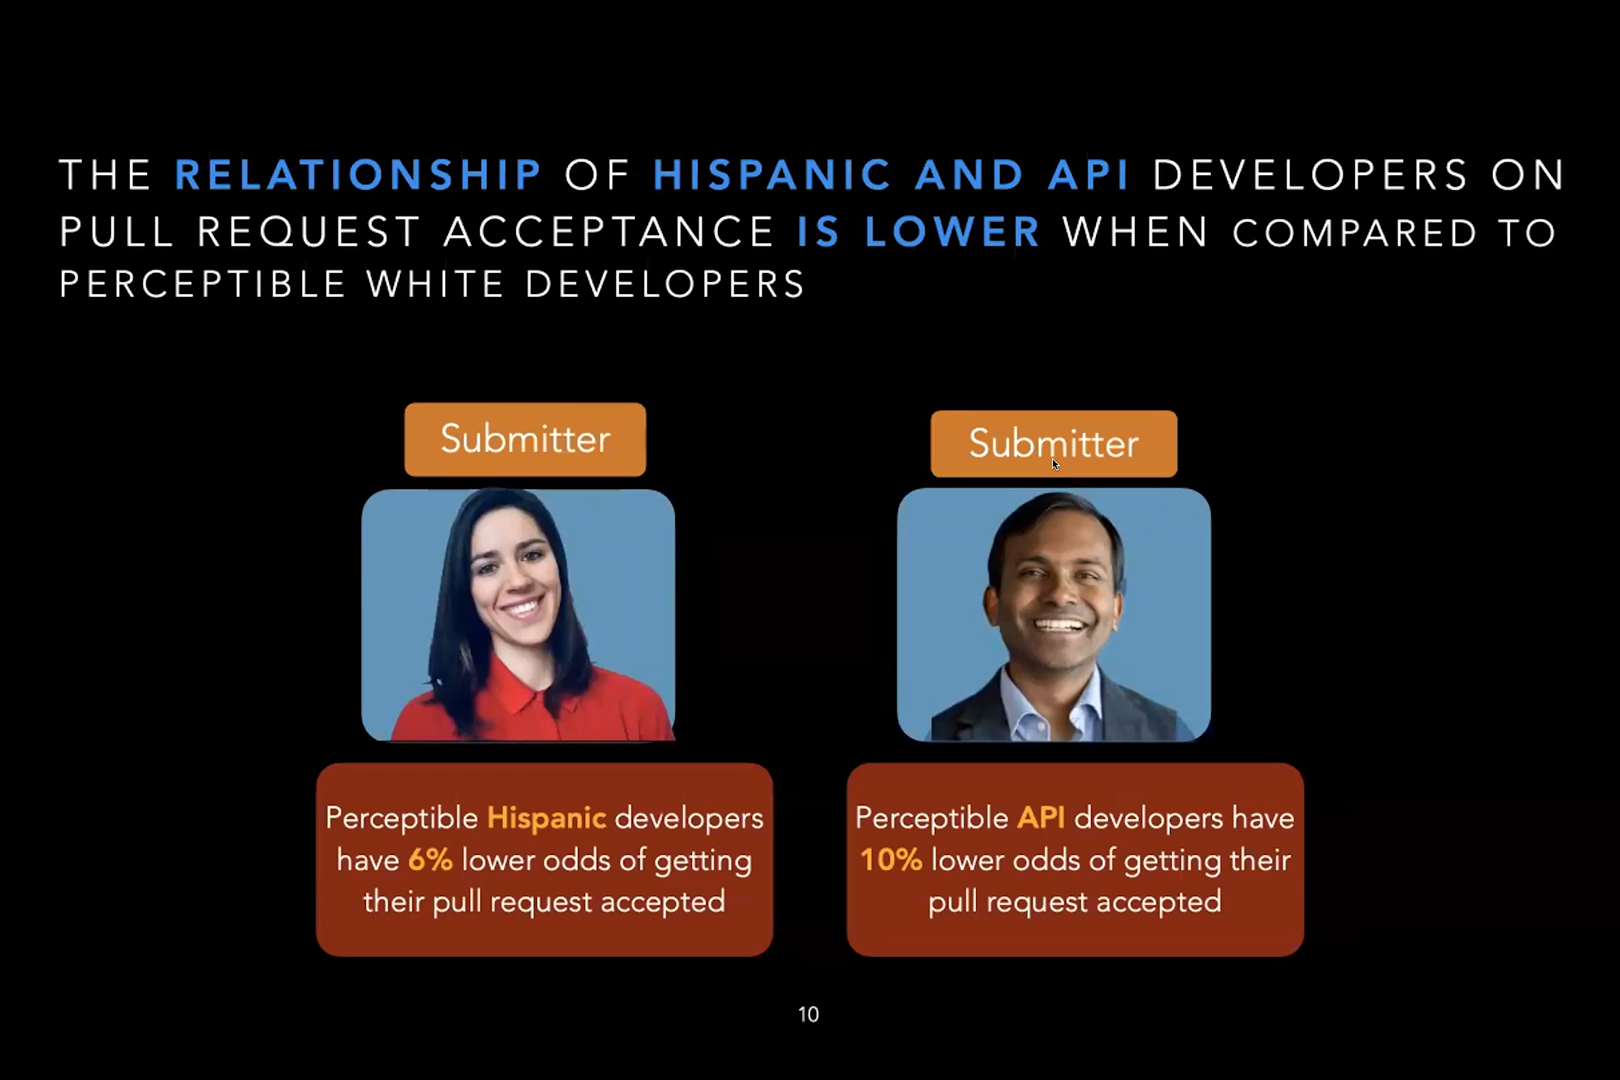 THE RELATIONSHIP OF HISPANIC AND API DEVELOPERS ON
PULL REQUEST ACCEPTANCE IS LOWER WHEN COMPARED TO
PERCEPTIBLE WHITE DEVELOPERS
Submitter
Submitter
Perceptible Hispanic developers
have 6% lower odds of getting
their pull request accepted
Perceptible API developers have
10% lower odds of getting their
pull request accepted
10